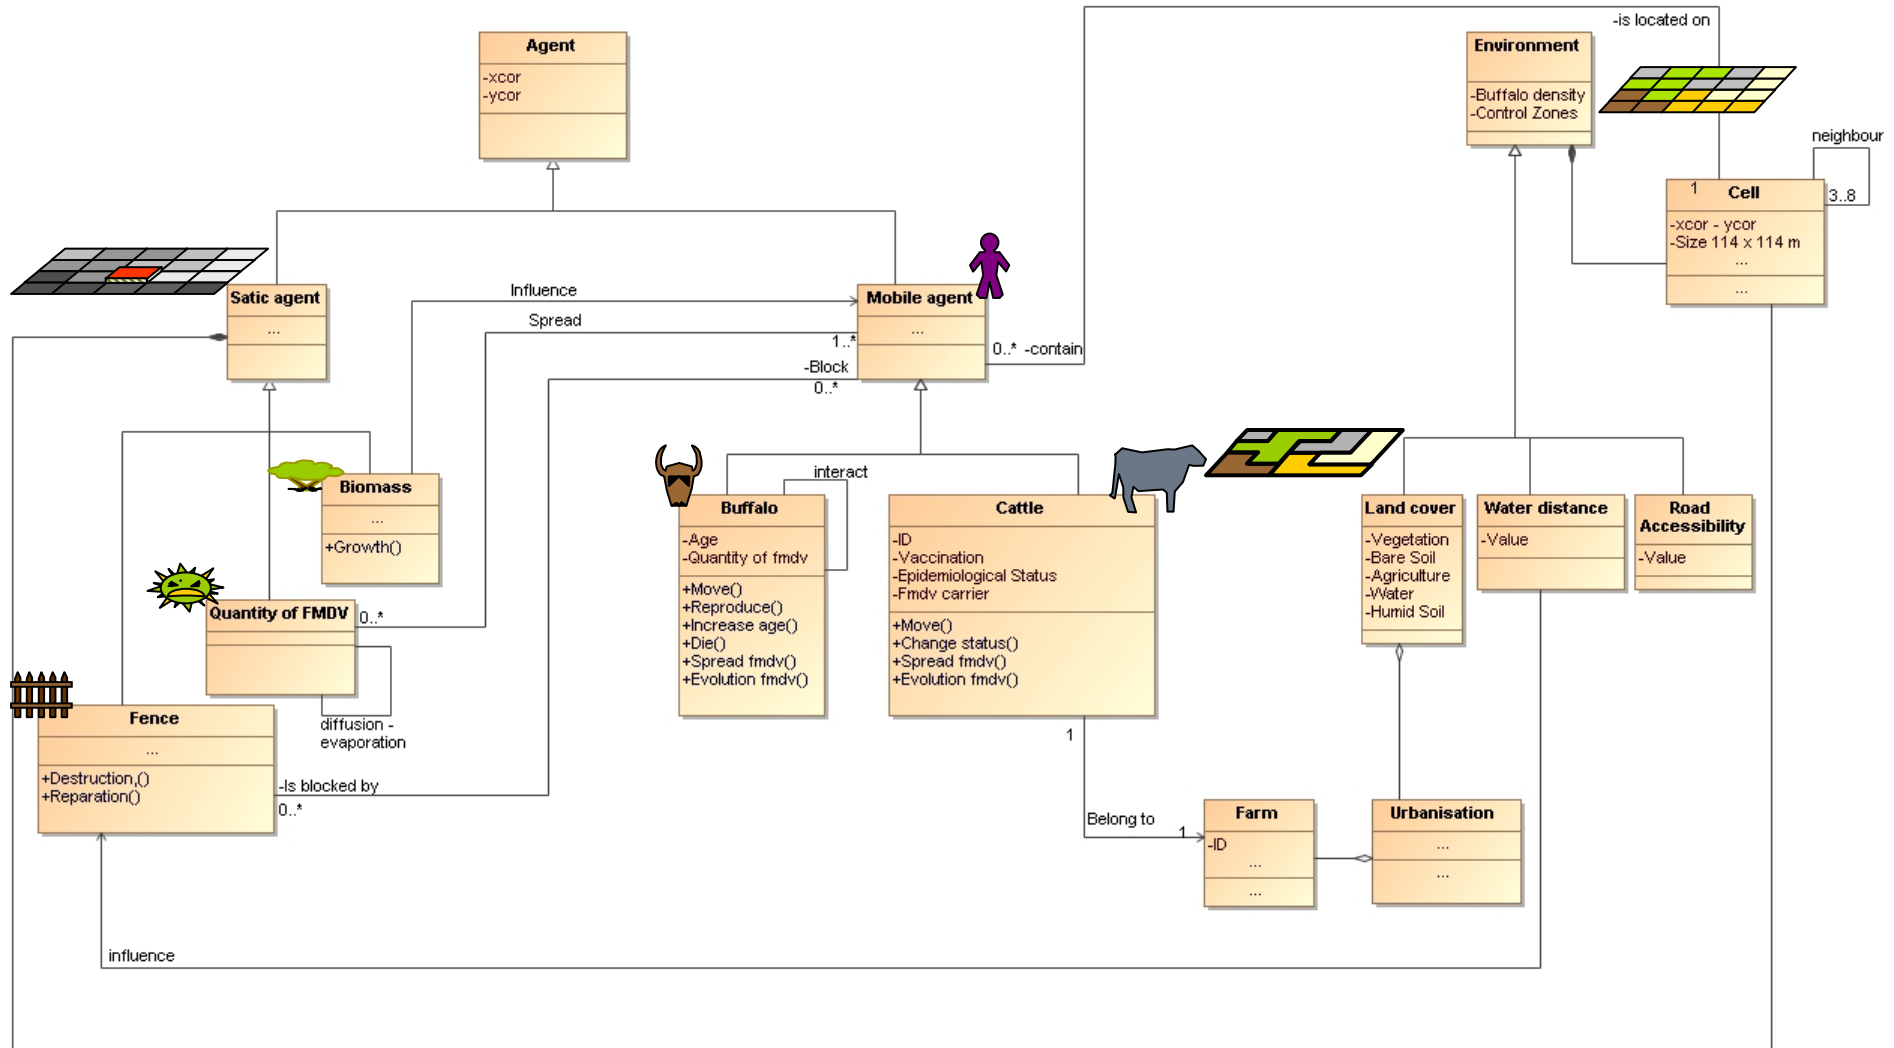 Agent
-xcor
-ycor
-is located on
Environment
-Buffalo density
-Control Zones
neighbour
3..8
1
Cell
-xcor - ycor
-Size 114 x 114 m
...
...
Satic agent
...
Influence
Spread
1..*
-Block
0..*
Mobile agent
...
0..* -contain
Biomass
...
+Growth()
Quantity of FMDV
0..*
diffusion -
evaporation
Fence
...
+Destruction,()
+Reparation()
-Is blocked by
0..*
influence
interact
Buffalo
-Age
-Quantity of fmdv
+Move()
+Reproduce()
+Increase age()
+Die()
+Spread fmdv()
+Evolution fmdv()
Cattle
-ID
-Vaccination
-Epidemiological Status
-Fmdv carrier
+Move()
+Change status()
+Spread fmdv()
+Evolution fmdv()
1
Belong to
1
Land cover
-Vegetation
-Bare Soil
-Agriculture
-Water
-Humid Soil
Water distance
-Value
Road
Accessibility
-Value
Farm
-ID
...
...
Urbanisation
...
...